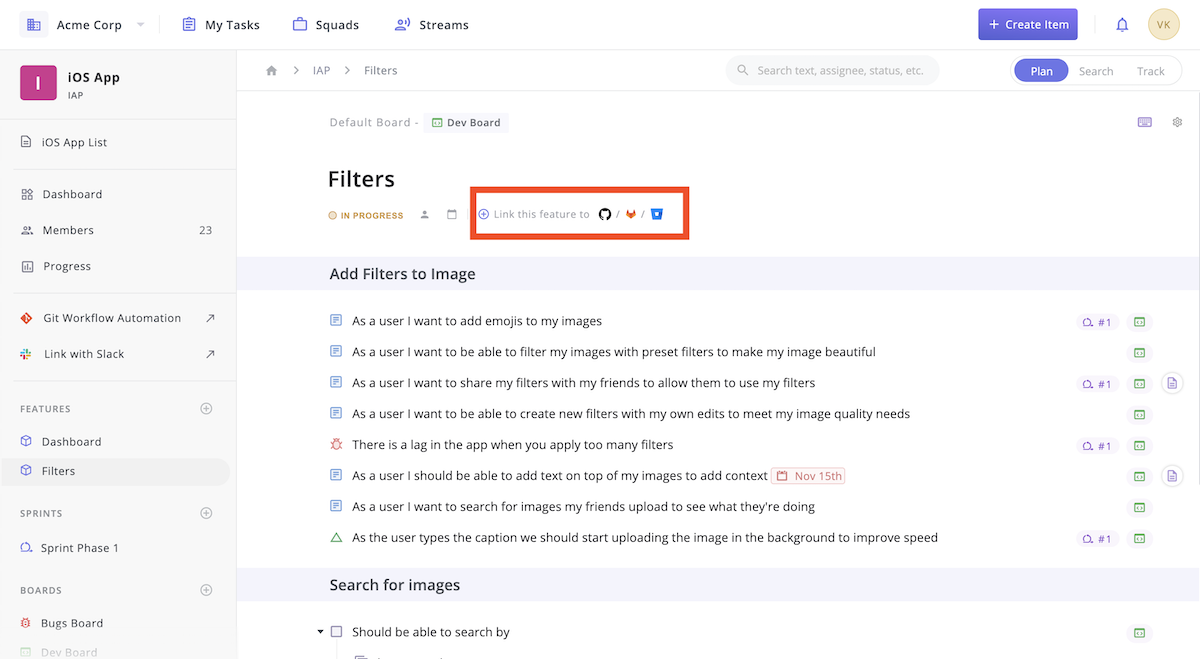 Acme Corp
My Tasks
Squads
Streams
+ Create Item
VK
I
iOS App
IAP
IAP
Filters
Search text, assignee, status, etc.
Plan
Search
Track
iOS App List
Dashboard
Members 23
Progress
Git Workflow Automation
Link with Slack
FEATURES
Dashboard
Filters
SPRINTS
Sprint Phase 1
BOARDS
Bugs Board
Dev Board
Default Board - Dev Board
Filters
IN PROGRESS
Link this feature to / /
Add Filters to Image
As a user I want to add emojis to my images #1
As a user I want to be able to filter my images with preset filters to make my image beautiful
As a user I want to share my filters with my friends to allow them to use my filters #1
As a user I want to be able to create new filters with my own edits to meet my image quality needs
There is a lag in the app when you apply too many filters #1
As a user I should be able to add text on top of my images to add context Nov 15th
As a user I want to search for images my friends upload to see what they're doing
As the user types the caption we should start uploading the image in the background to improve speed #1
Search for images
Should be able to search by